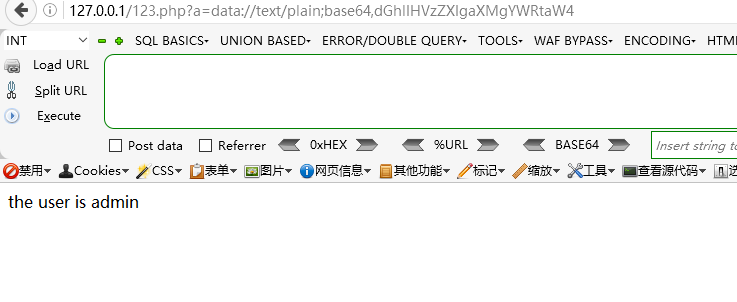 127.0.0.1/123.php?a=data://text/plain;base64,dGhlIHVzZXIgaXMgYWRtaW4
INT SQL BASICS UNION BASED ERROR/DOUBLE QUERY TOOLS WAF BYPASS ENCODING HTM
Load URL
Split URL
Execute
Post data Referrer 0xHEX %URL BASE64 Insert string to
禁用 Cookies CSS 表单 图片 网页信息 其他功能 标记 缩放 工具 查看源代码 选
the user is admin